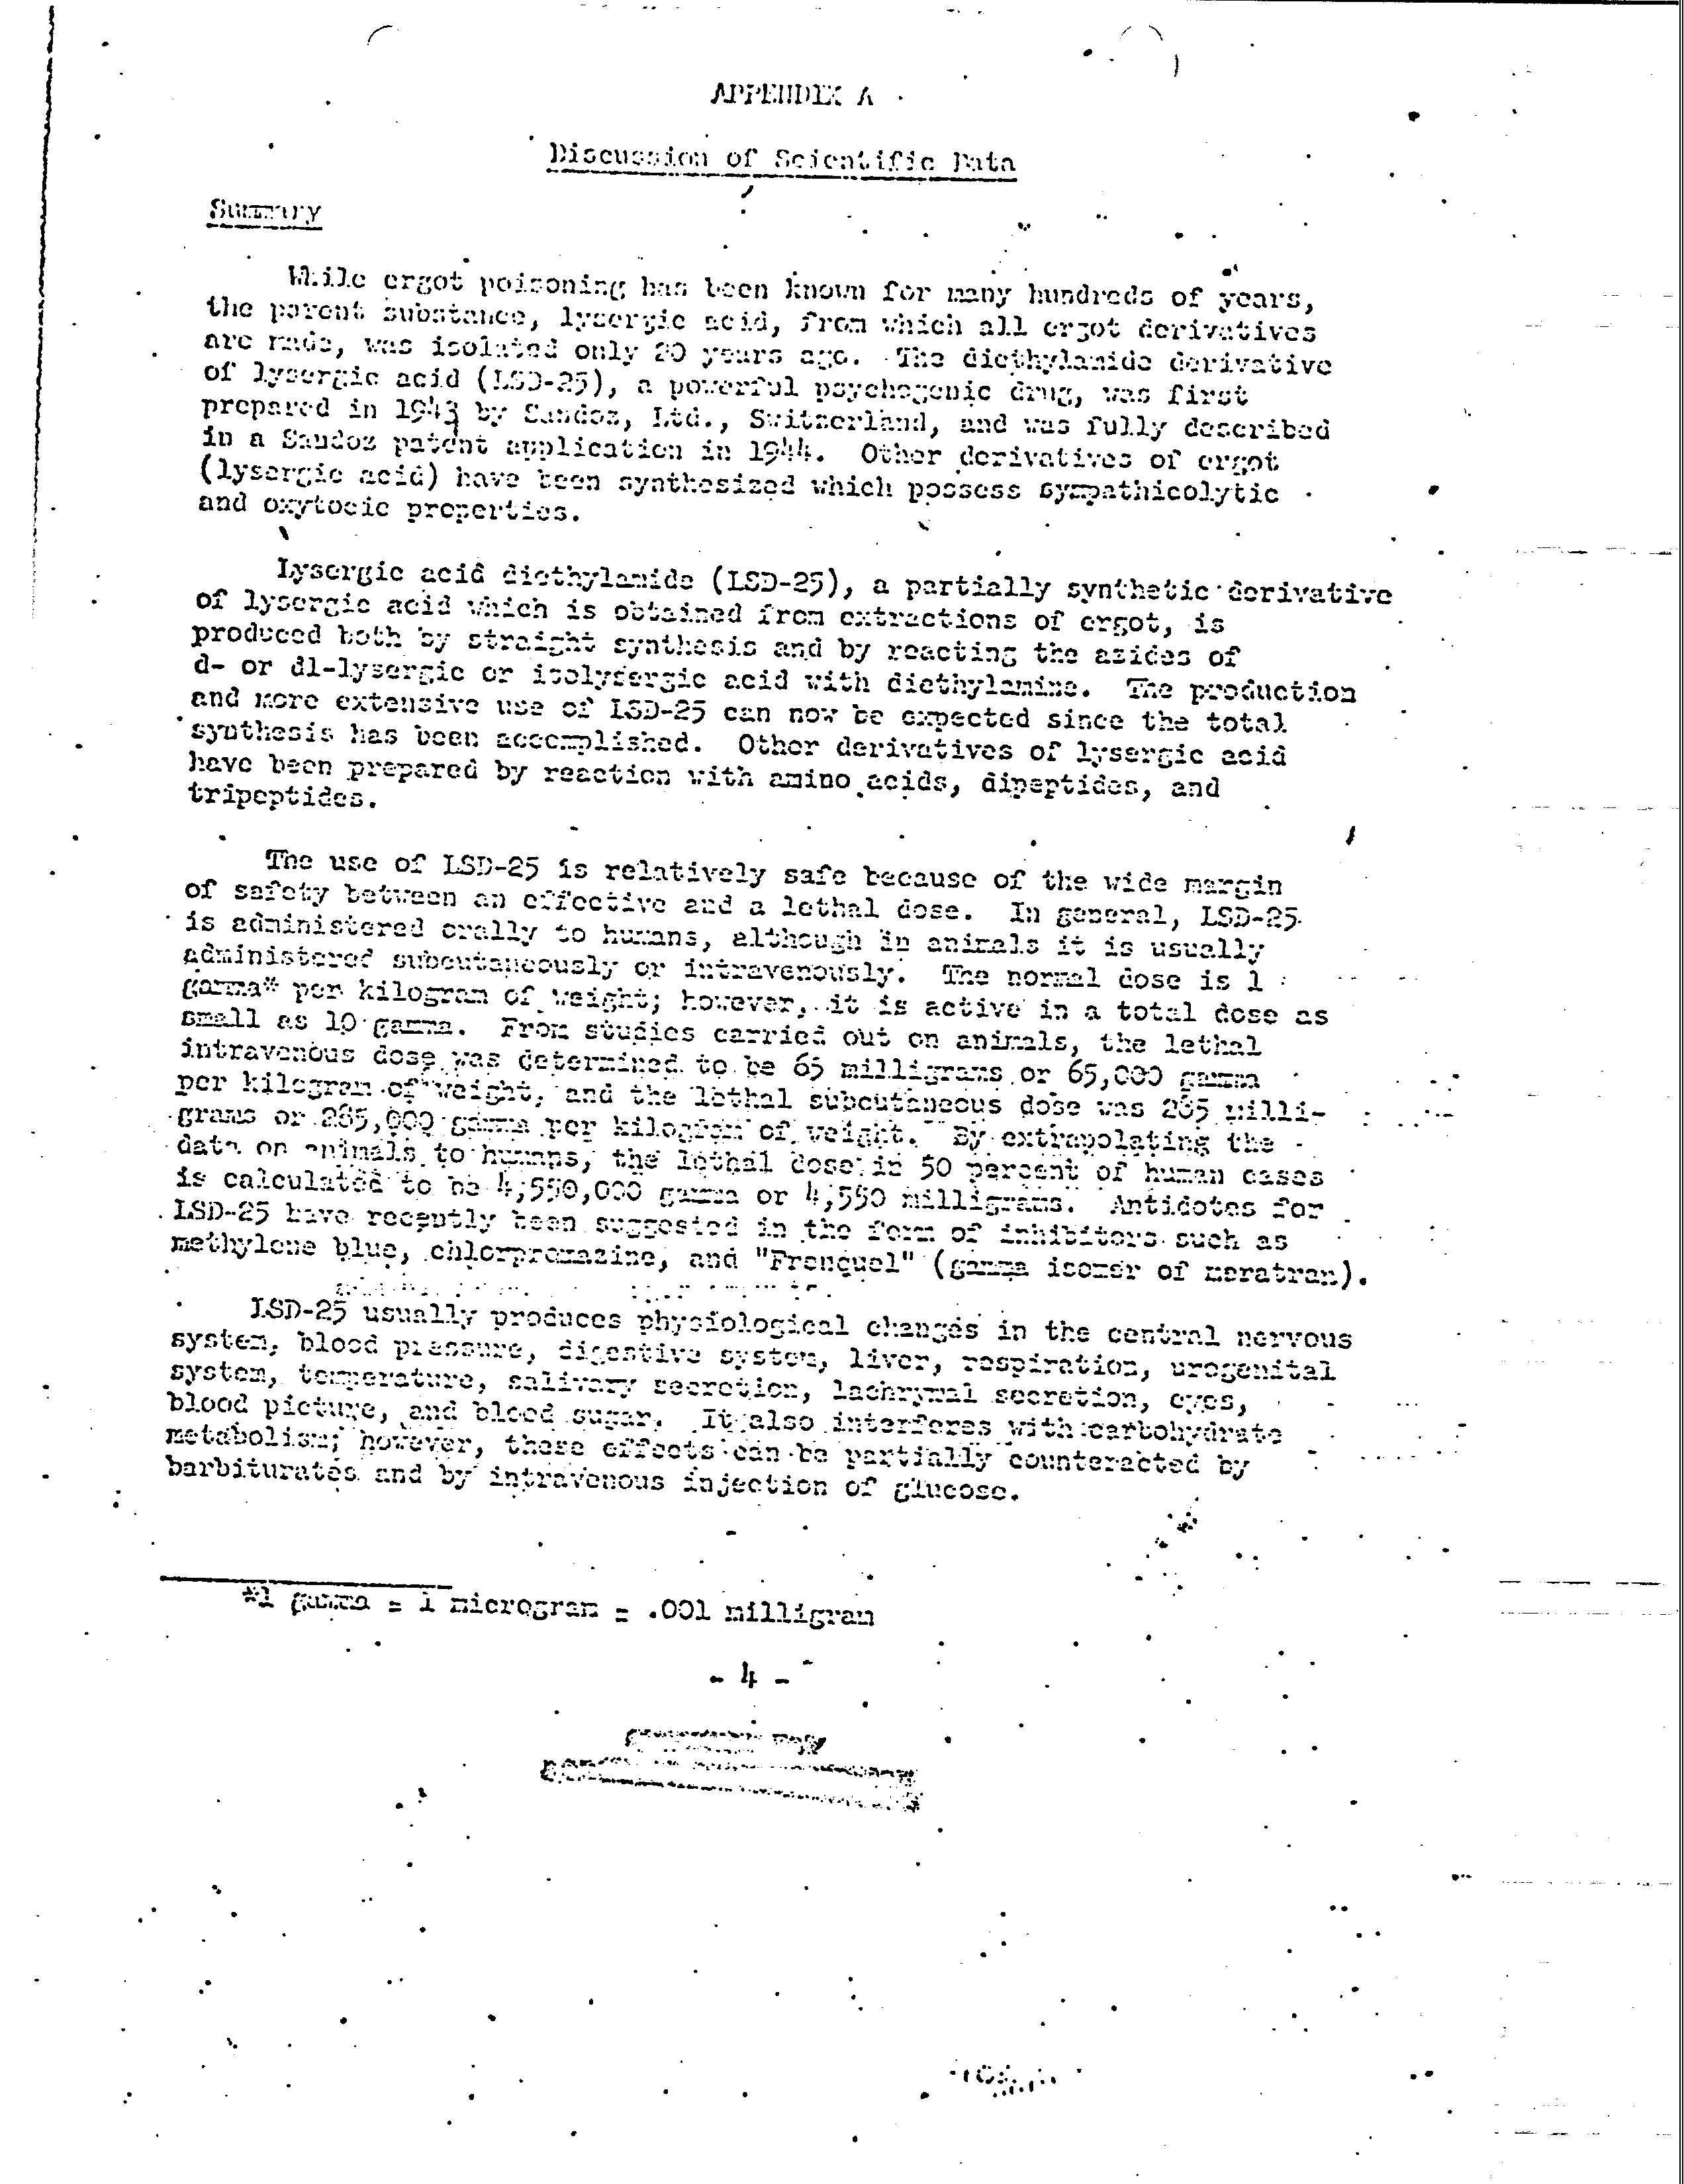 APPENDIX A
Discussion of Scientific Data
Summary
While ergot poisoning has been known for many hundreds of years,
the parent substance, lysergic acid, from which all ergot derivatives
are made, was isolated only 20 years ago. The diethylamide derivative
of lysergic acid (LSD-25), a powerful psychogenic drug, was first
prepared in 1943 by Sandoz, Ltd., Switzerland, and was fully described
in a Sandoz patent application in 1944. Other derivatives of ergot
(lysergic acid) have been synthesized which possess sympathicolytic
and oxytocic properties.
Lysergic acid diethylamide (LSD-25), a partially synthetic derivative
of lysergic acid which is obtained from extractions of ergot, is
produced both by straight synthesis and by reacting the azides of
d- or dl-lysergic or isolysergic acid with diethylamine. The production
and more extensive use of LSD-25 can now be expected since the total
synthesis has been accomplished. Other derivatives of lysergic acid
have been prepared by reaction with amino acids, dipeptides, and
tripeptides.
The use of LSD-25 is relatively safe because of the wide margin
of safety between an effective and a lethal dose. In general, LSD-25
is administered orally to humans, although in animals it is usually
administered subcutaneously or intravenously. The normal dose is 1
gamma* per kilogram of weight; however, it is active in a total dose as
small as 10 gamma. From studies carried out on animals, the lethal
intravenous dose was determined to be 65 milligrams or 65,000 gamma
per kilogram of weight, and the lethal subcutaneous dose was 285 milli-
grams or 285,000 gamma per kilogram of weight. By extrapolating the
data on animals to humans, the lethal dose in 50 percent of human cases
is calculated to be 4,550,000 gamma or 4,550 milligrams. Antidotes for
LSD-25 have recently been suggested in the form of inhibitors such as
methylene blue, chlorpromazine, and "Frenquel" (gamma isomer of meratran).
LSD-25 usually produces physiological changes in the central nervous
system, blood pressure, digestive system, liver, respiration, urogenital
system, temperature, salivary secretion, lachrymal secretion, eyes,
blood picture, and blood sugar. It also interferes with carbohydrate
metabolism; however, these effects can be partially counteracted by
barbiturates and by intravenous injection of glucose.
*1 gamma = 1 microgram = .001 milligram
- 4 -